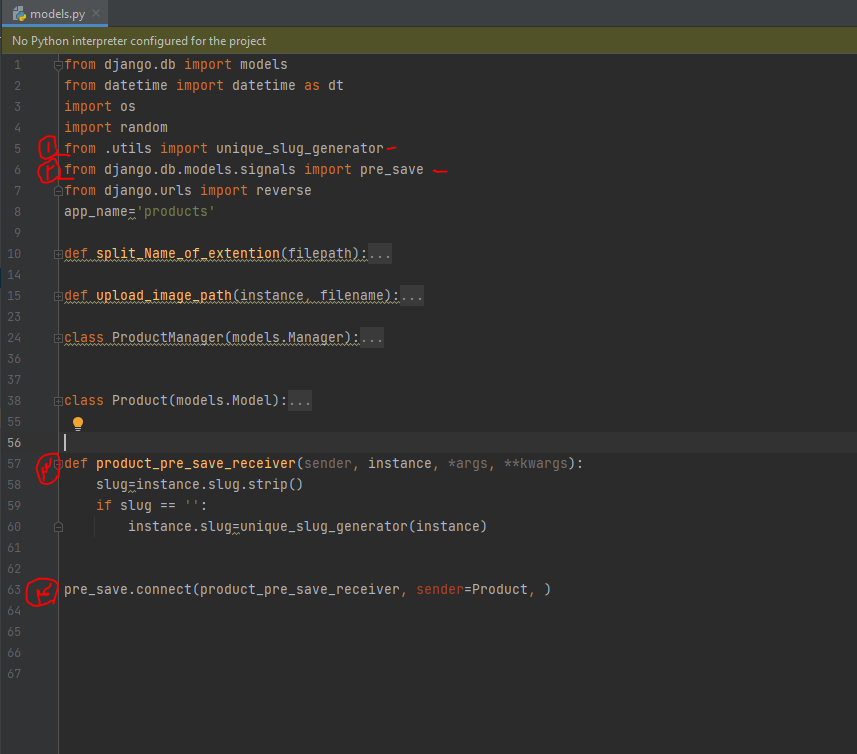 models.py
No Python interpreter configured for the project
1 from django.db import models
2 from datetime import datetime as dt
3 import os
4 import random
5 ۱ from .utils import unique_slug_generator
6 ۲ from django.db.models.signals import pre_save
7 from django.urls import reverse
8 app_name='products'
9
10 def split_Name_of_extention(filepath):...
14
15 def upload_image_path(instance, filename):...
23
24 class ProductManager(models.Manager):...
36
37
38 class Product(models.Model):...
55
56
57 ۳ def product_pre_save_receiver(sender, instance, *args, **kwargs):
58 slug=instance.slug.strip()
59 if slug == '':
60 instance.slug=unique_slug_generator(instance)
61
62
63 ۴ pre_save.connect(product_pre_save_receiver, sender=Product, )
64
65
66
67